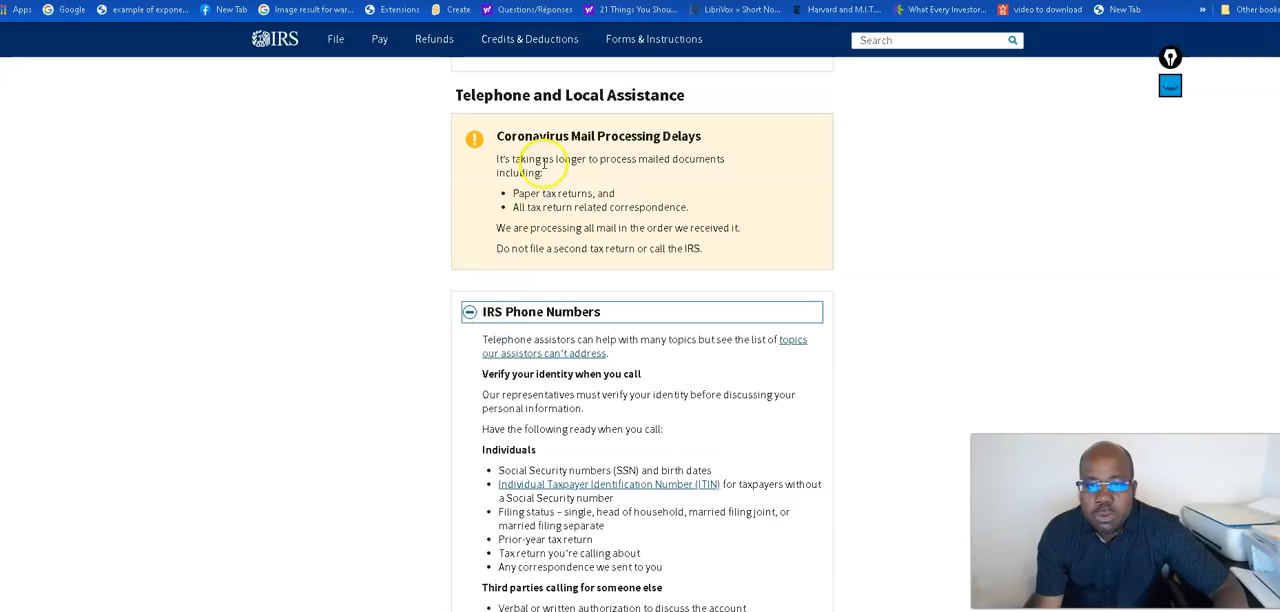 Apps Google example of expone... New Tab Image result for war... Extensions Create Questions/Réponses 21 Things You Shou... LibriVox » Short No... Harvard and M.I.T.... What Every Investor... video to download New Tab » Other book
IRS File Pay Refunds Credits & Deductions Forms & Instructions Search
Telephone and Local Assistance
Coronavirus Mail Processing Delays
It's taking us longer to process mailed documents
including:
• Paper tax returns, and
• All tax return related correspondence.
We are processing all mail in the order we received it.
Do not file a second tax return or call the IRS.
IRS Phone Numbers
Telephone assistors can help with many topics but see the list of topics
our assistors can't address.
Verify your identity when you call
Our representatives must verify your identity before discussing your
personal information.
Have the following ready when you call:
Individuals
• Social Security numbers (SSN) and birth dates
• Individual Taxpayer Identification Number (ITIN) for taxpayers without
a Social Security number
• Filing status – single, head of household, married filing joint, or
married filing separate
• Prior-year tax return
• Tax return you're calling about
• Any correspondence we sent to you
Third parties calling for someone else
• Verbal or written authorization to discuss the account